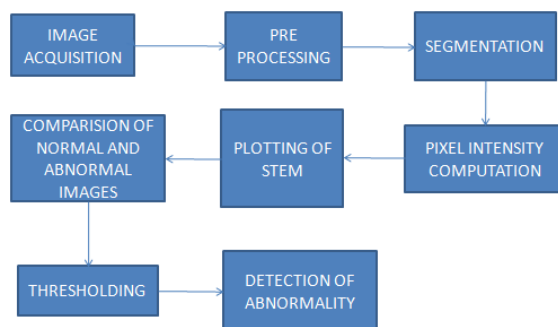 IMAGE
ACQUISITION
PRE
PROCESSING
SEGMENTATION
PIXEL INTENSITY
COMPUTATION
PLOTTING OF
STEM
COMPARISION OF
NORMAL AND
ABNORMAL
IMAGES
THRESHOLDING
DETECTION OF
ABNORMALITY